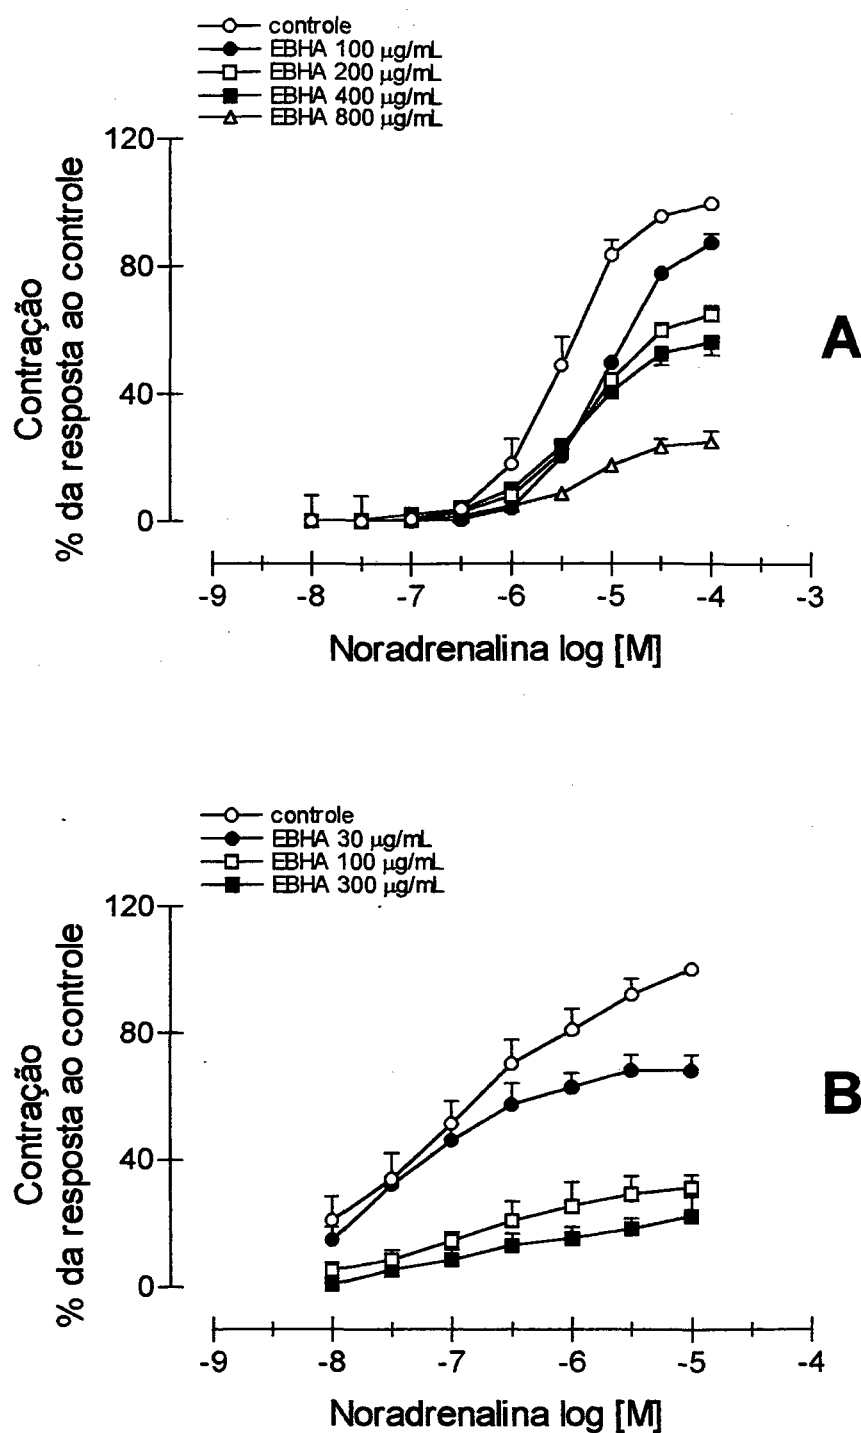 controle
EBHA 100 µg/mL
EBHA 200 µg/mL
EBHA 400 µg/mL
EBHA 800 µg/mL
120
80
40
0
Contração
% da resposta ao controle
A
-9 -8 -7 -6 -5 -4 -3
Noradrenalina log [M]
controle
EBHA 30 µg/mL
EBHA 100 µg/mL
EBHA 300 µg/mL
120
80
40
0
Contração
% da resposta ao controle
B
-9 -8 -7 -6 -5 -4
Noradrenalina log [M]